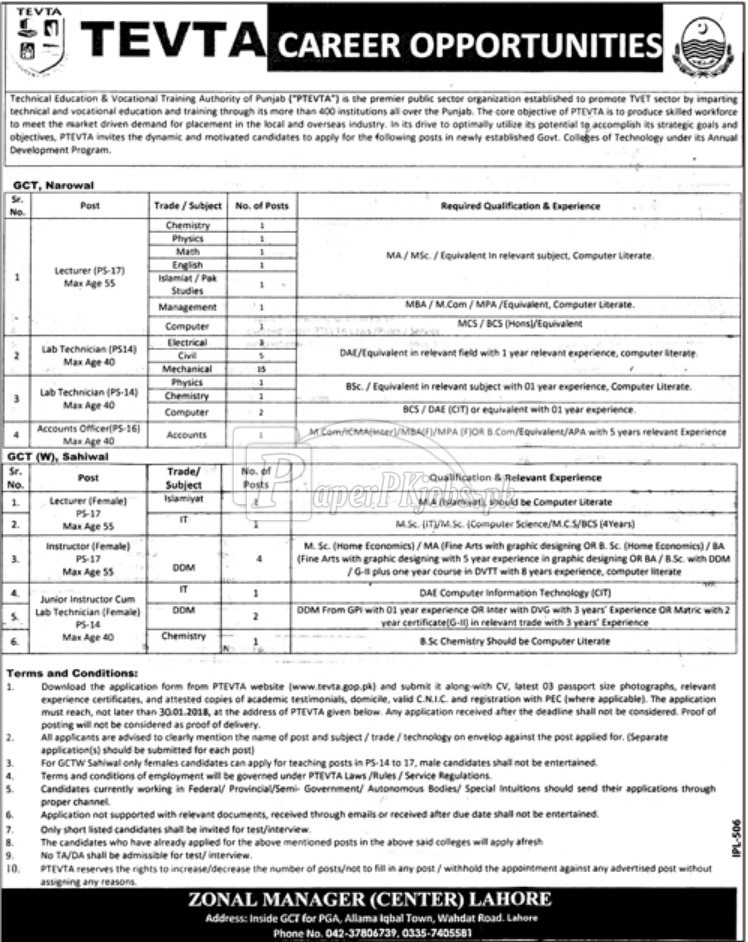 TEVTA
TEVTA CAREER OPPORTUNITIES
Technical Education & Vocational Training Authority of Punjab ("PTEVTA") is the premier public sector organization established to promote TVET sector by imparting
technical and vocational education and training through its more than 400 institutions all over the Punjab. The core objective of PTEVTA is to produce skilled workforce
to meet the market driven demand for placement in the local and overseas industry. In its drive to optimally utilize its potential to accomplish its strategic goals and
objectives, PTEVTA invites the dynamic and motivated candidates to apply for the following posts in newly established Govt. Colleges of Technology under its Annual
Development Program.
GCT, Narowal
Sr. No. Post Trade / Subject No. of Posts Required Qualification & Experience
1 Lecturer (PS-17) Max Age 55
Chemistry 1
Physics 1
Math 1
English 1
Islamiat / Pak Studies 1
MA / MSc. / Equivalent In relevant subject, Computer Literate.
Management 1 MBA / M.Com / MPA /Equivalent, Computer Literate.
Computer 1 MCS / BCS (Hons)/Equivalent
2 Lab Technician (PS14) Max Age 40
Electrical 3
Civil 5
Mechanical 15
DAE/Equivalent in relevant field with 1 year relevant experience, computer literate.
3 Lab Technician (PS-14) Max Age 40
Physics 1
Chemistry 1
BSc. / Equivalent in relevant subject with 01 year experience, Computer Literate.
Computer 2 BCS / DAE (CIT) or equivalent with 01 year experience.
4 Accounts Officer(PS-16) Max Age 40 Accounts 1 M.Com/ICMA(Inter)/MBA(F)/MPA (F)OR B.Com/Equivalent/APA with 5 years relevant Experience
PaperPKjobs.pk
GCT (W), Sahiwal
Sr. No. Post Trade/ Subject No. of Posts Qualification & Relevant Experience
1. Lecturer (Female) PS-17 Max Age 55 Islamiyat 1 M.A (Islamiyat), should be Computer Literate
2. IT 1 M.Sc. (IT)/M.Sc. (Computer Science/M.C.S/BCS (4Years)
3. Instructor (Female) PS-17 Max Age 55 DDM 4
M. Sc. (Home Economics) / MA (Fine Arts with graphic designing OR B. Sc. (Home Economics) / BA
(Fine Arts with graphic designing with 5 year experience in graphic designing OR BA / B.Sc. with DDM
/ G-II plus one year course in DVTT with 8 years experience, computer literate
4. Junior Instructor Cum Lab Technician (Female) PS-14 Max Age 40 IT 1 DAE Computer Information Technology (CIT)
5. DDM 2
DDM From GPI with 01 year experience OR Inter with DVG with 3 years' Experience OR Matric with 2
year certificate(G-II) in relevant trade with 3 years' Experience
6. Chemistry 1 B.Sc Chemistry Should be Computer Literate
Terms and Conditions:
1. Download the application form from PTEVTA website (www.tevta.gop.pk) and submit it along-with CV, latest 03 passport size photographs, relevant
experience certificates, and attested copies of academic testimonials, domicile, valid C.N.I.C. and registration with PEC (where applicable). The application
must reach, not later than 30.01.2018, at the address of PTEVTA given below. Any application received after the deadline shall not be considered. Proof of
posting will not be considered as proof of delivery.
2. All applicants are advised to clearly mention the name of post and subject / trade / technology on envelop against the post applied for. (Separate
application(s) should be submitted for each post)
3. For GCTW Sahiwal only females candidates can apply for teaching posts in PS-14 to 17, male candidates shall not be entertained.
4. Terms and conditions of employment will be governed under PTEVTA Laws /Rules / Service Regulations.
5. Candidates currently working in Federal/ Provincial/Semi- Government/ Autonomous Bodies/ Special Intuitions should send their applications through
proper channel.
6. Application not supported with relevant documents, received through emails or received after due date shall not be entertained.
7. Only short listed candidates shall be invited for test/interview.
8. The candidates who have already applied for the above mentioned posts in the above said colleges will apply afresh
9. No TA/DA shall be admissible for test/ interview.
10. PTEVTA reserves the rights to increase/decrease the number of posts/not to fill in any post / withhold the appointment against any advertised post without
assigning any reasons.
IPL-506
ZONAL MANAGER (CENTER) LAHORE
Address: Inside GCT for PGA, Allama Iqbal Town, Wahdat Road. Lahore
Phone No. 042-37806739, 0335-7405581